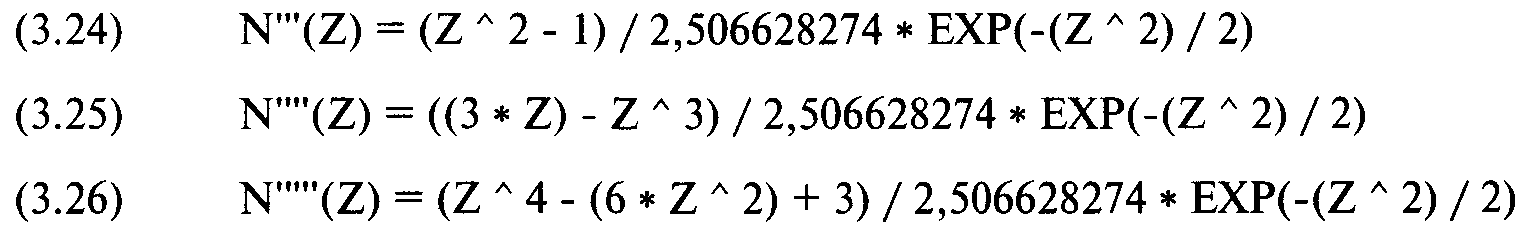 (3.24) N'''(Z) = (Z ^ 2 - 1) / 2,506628274 * EXP(-(Z ^ 2) / 2)
(3.25) N''''(Z) = ((3 * Z) - Z ^ 3) / 2,506628274 * EXP(-(Z ^ 2) / 2)
(3.26) N'''''(Z) = (Z ^ 4 - (6 * Z ^ 2) + 3) / 2,506628274 * EXP(-(Z ^ 2) / 2)